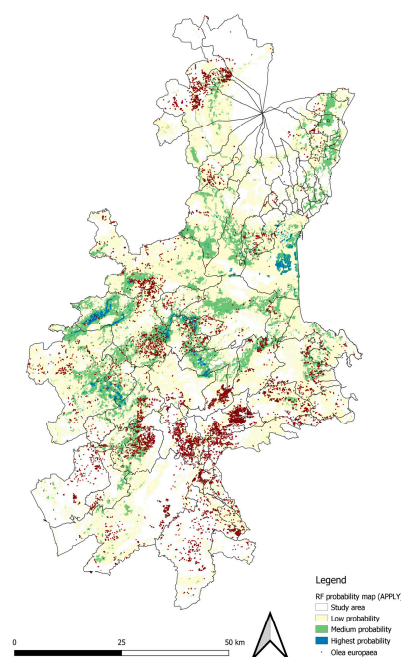 Legend
RF probability map (APPLY)
Study area
Low probability
Medium probability
Highest probability
Olea europaea
0 25 50 km